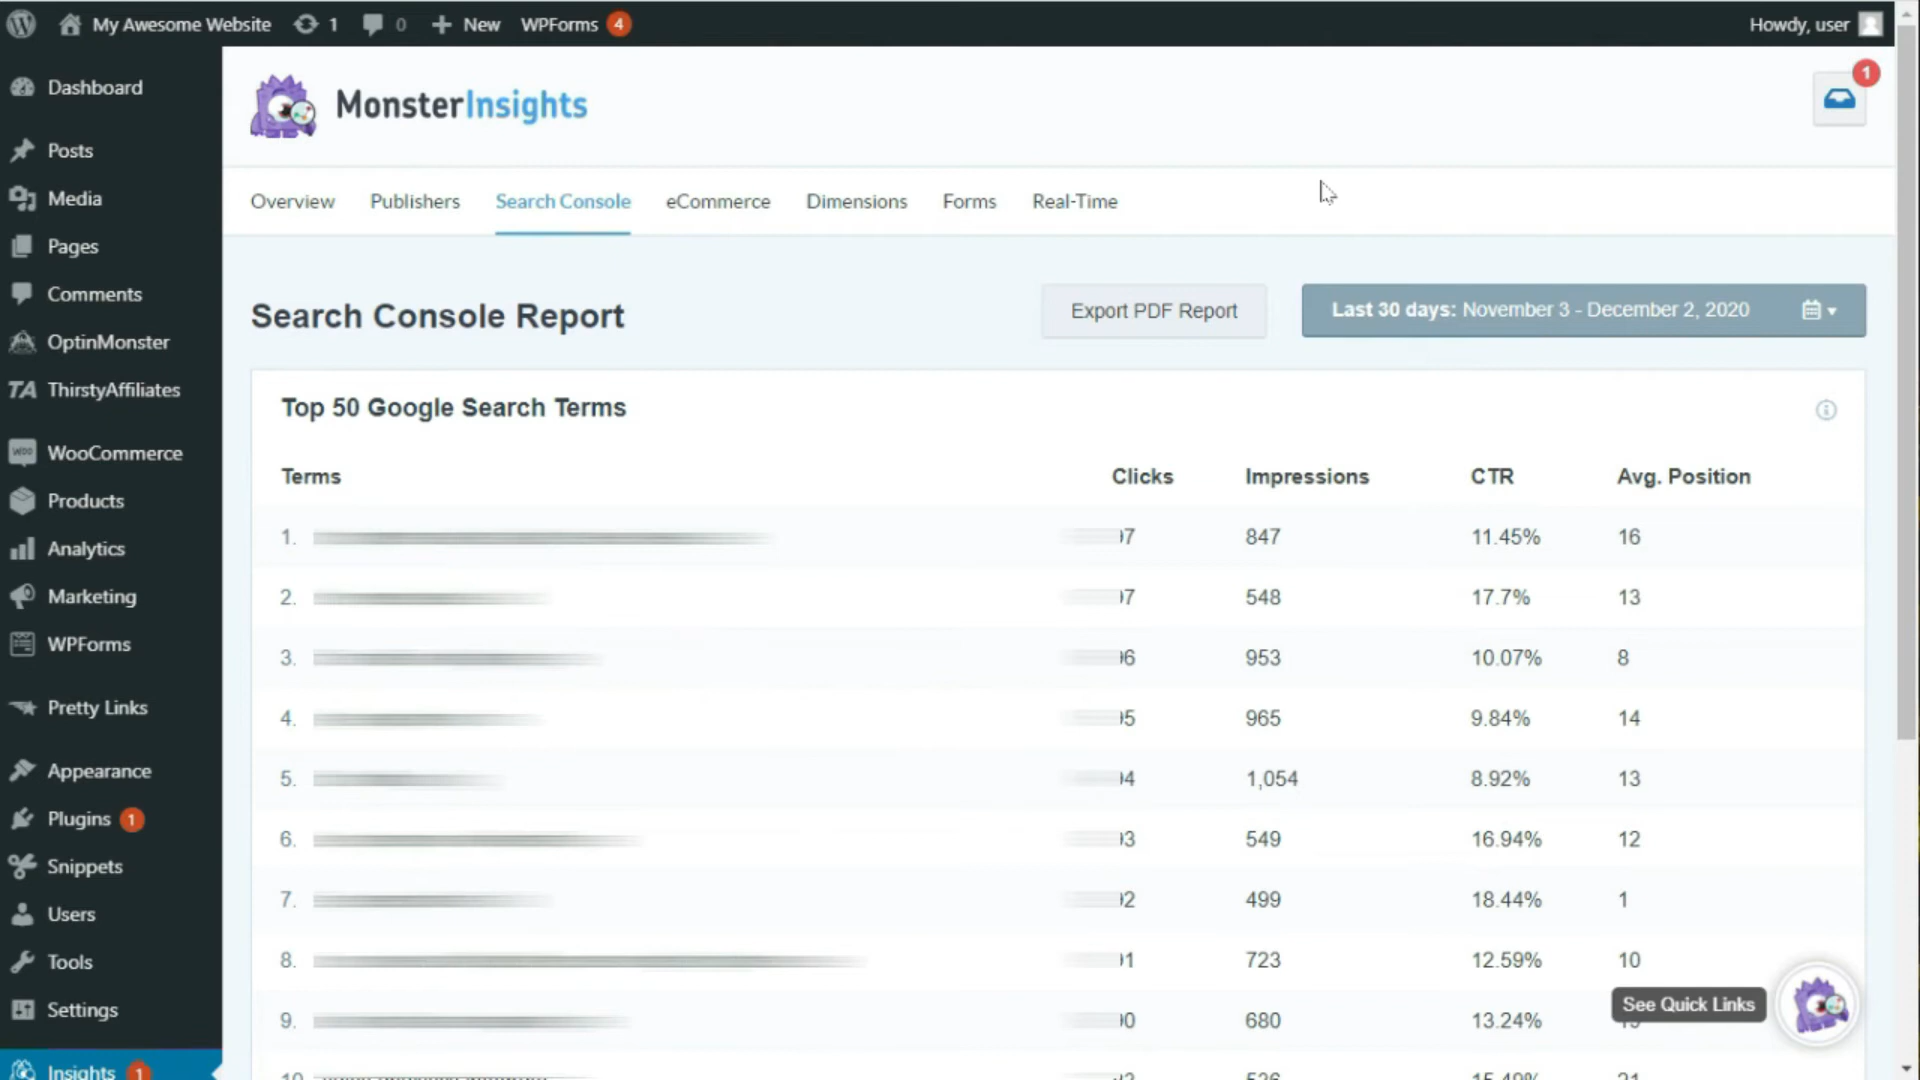 My Awesome Website 1 0 New WPForms 4 Howdy, user
Dashboard
Posts
Media
Pages
Comments
OptinMonster
TA ThirstyAffiliates
Woo WooCommerce
Products
Analytics
Marketing
WPForms
Pretty Links
Appearance
Plugins 1
Snippets
Users
Tools
Settings
Insights 1
MonsterInsights
1
Overview Publishers Search Console eCommerce Dimensions Forms Real-Time
Search Console Report
Export PDF Report
Last 30 days: November 3 - December 2, 2020
Top 50 Google Search Terms
Terms Clicks Impressions CTR Avg. Position
1. 847 11.45% 16
2. 548 17.7% 13
3. 953 10.07% 8
4. 965 9.84% 14
5. 1,054 8.92% 13
6. 549 16.94% 12
7. 499 18.44% 1
8. 723 12.59% 10
9. 680 13.24%
See Quick Links